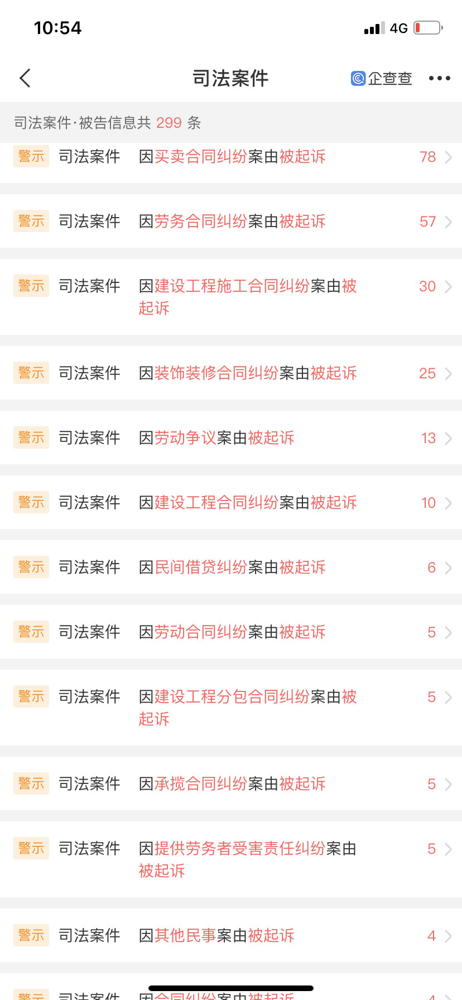 10:54
4G
司法案件
企查查
司法案件·被告信息共 299 条
警示 司法案件 因买卖合同纠纷案由被起诉 78
警示 司法案件 因劳务合同纠纷案由被起诉 57
警示 司法案件 因建设工程施工合同纠纷案由被 30
起诉
警示 司法案件 因装饰装修合同纠纷案由被起诉 25
警示 司法案件 因劳动争议案由被起诉 13
警示 司法案件 因建设工程合同纠纷案由被起诉 10
警示 司法案件 因民间借贷纠纷案由被起诉 6
警示 司法案件 因劳动合同纠纷案由被起诉 5
警示 司法案件 因建设工程分包合同纠纷案由被 5
起诉
警示 司法案件 因承揽合同纠纷案由被起诉 5
警示 司法案件 因提供劳务者受害责任纠纷案由 5
被起诉
警示 司法案件 因其他民事案由被起诉 4
警示 司法案件 因合同纠纷案由被起诉 4